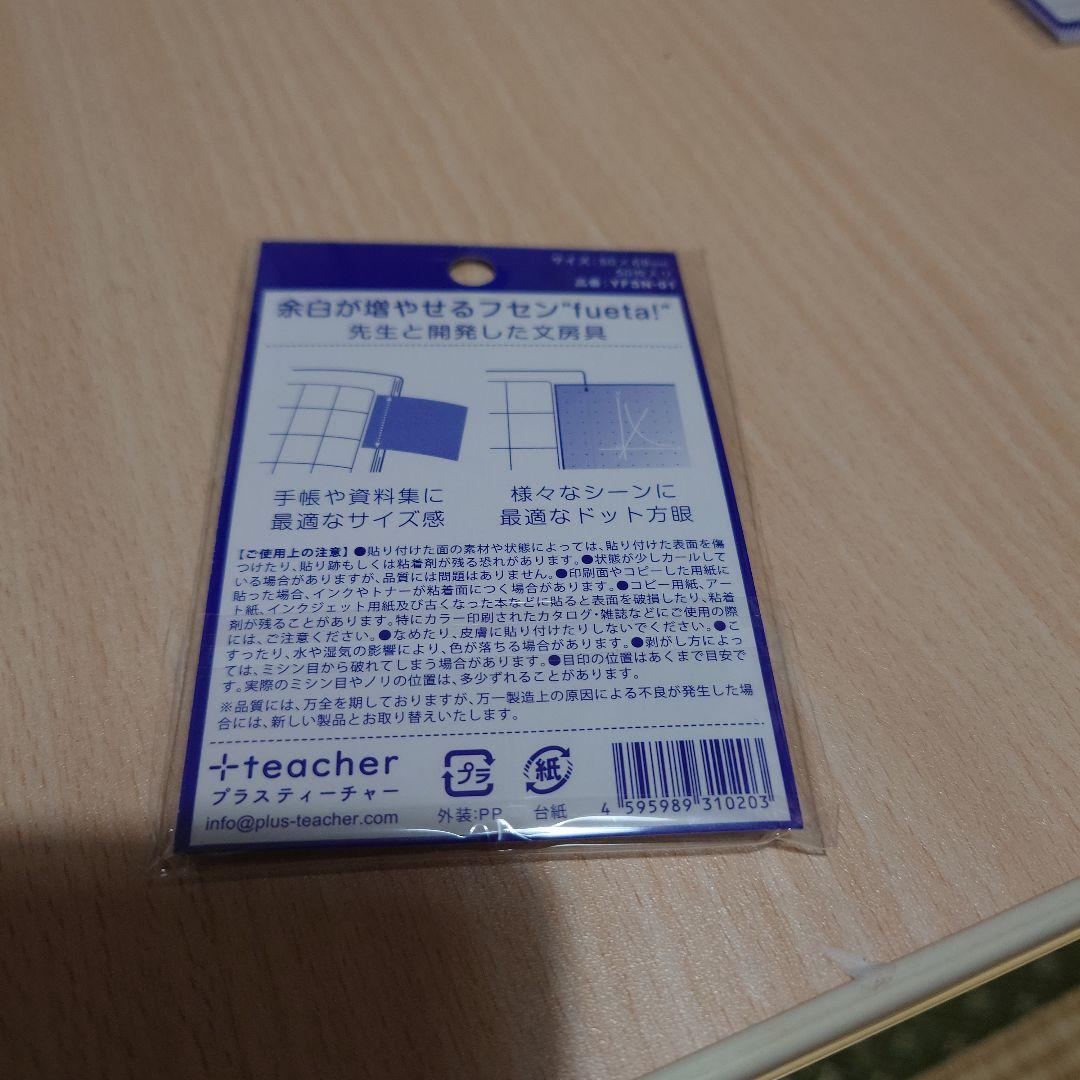 サイズ：50×
50枚入り
品番：YFSN-01
余白が増やせるフセン"fueta!"
先生と開発した文房具
手帳や資料集に
最適なサイズ感
様々なシーンに
最適なドット方眼
【ご使用上の注意】●貼り付けた面の素材や状態によっては、貼り付けた表面を傷
つけたり、貼り跡もしくは粘着剤が残る恐れがあります。●状態が少しカールして
いる場合がありますが、品質には問題はありません。●印刷面やコピーした用紙に
貼った場合、インクやトナーが粘着面につく場合があります。●コピー用紙、アー
ト紙、インクジェット用紙及び古くなった本などに貼ると表面を破損したり、粘着
剤が残ることがあります。特にカラー印刷されたカタログ・雑誌などにご使用の際
には、ご注意ください。●なめたり、皮膚に貼り付けたりしないでください。●こ
すったり、水や湿気の影響により、色が落ちる場合があります。●剥がし方によっ
ては、ミシン目から破れてしまう場合があります。●目印の位置はあくまで目安で
す。実際のミシン目やノリの位置は、多少ずれることがあります。
※品質には、万全を期しておりますが、万一製造上の原因による不良が発生した場
合には、新しい製品とお取り替えいたします。
teacher
プラスティーチャー
info@plus-teacher.com
プラ
外装:PP
紙
台紙
4 595989 310203